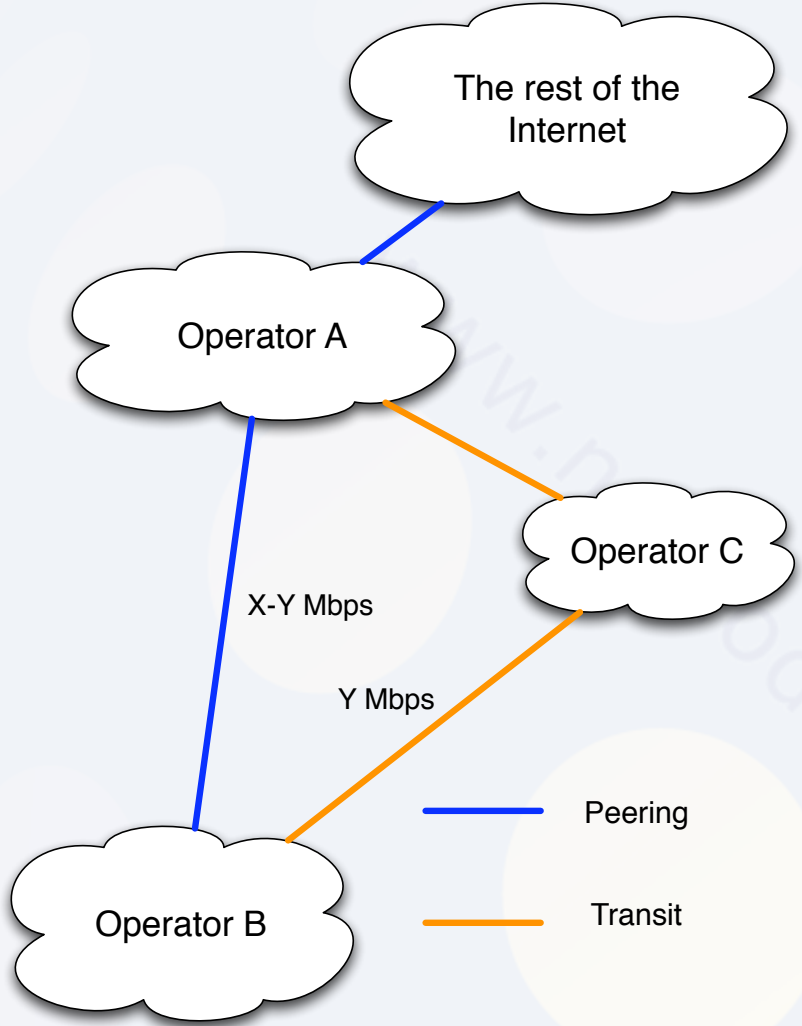 The rest of the
Internet
Operator A
Operator C
X-Y Mbps
Y Mbps
Peering
Operator B
Transit